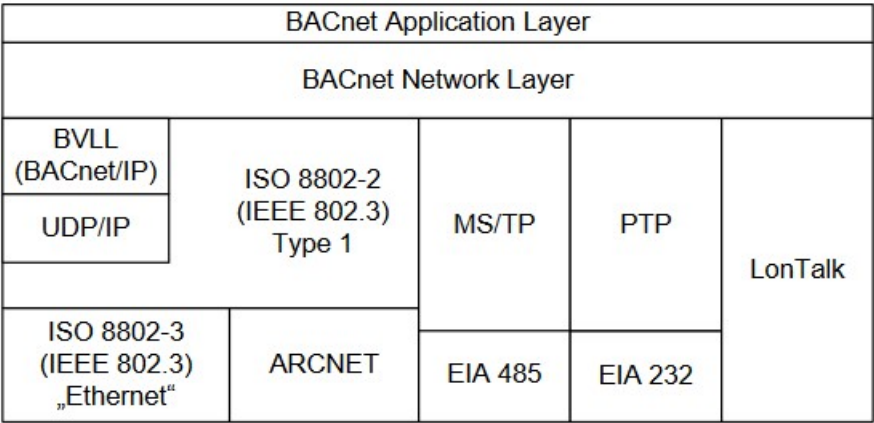 BACnet Application Layer
BACnet Network Layer
BVLL
(BACnet/IP)
UDP/IP
ISO 8802-2
(IEEE 802.3)
Type 1
MS/TP
PTP
LonTalk
ISO 8802-3
(IEEE 802.3)
„Ethernet“
ARCNET
EIA 485
EIA 232